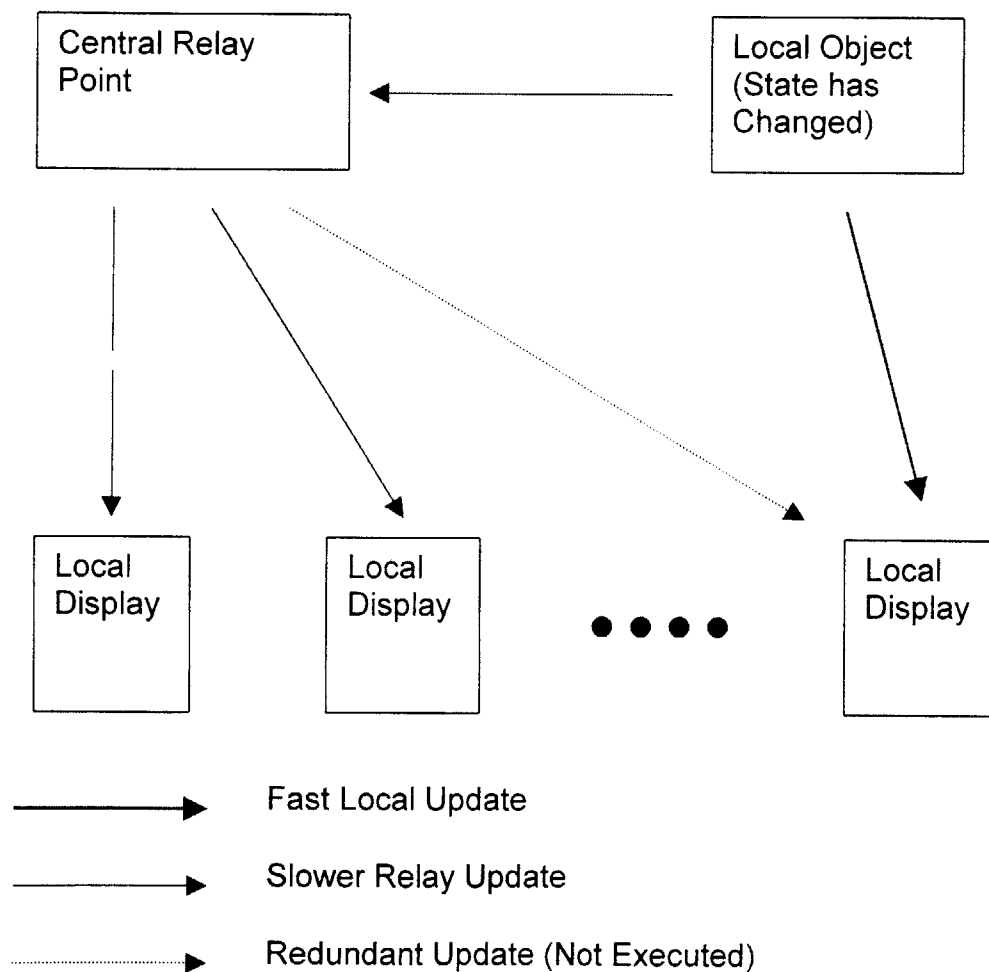 Central Relay
Point
Local Object
(State has
Changed)
Local
Display
Local
Display
Local
Display
Fast Local Update
Slower Relay Update
Redundant Update (Not Executed)